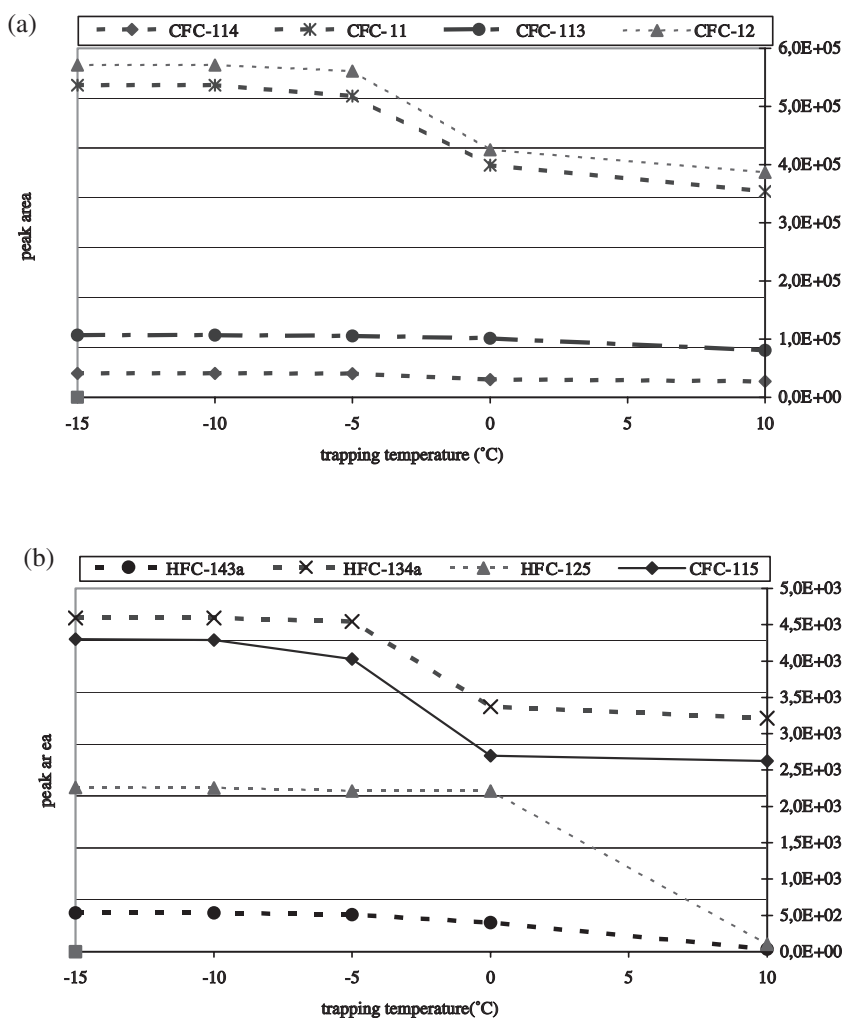 (a)
CFC-114 CFC-11 CFC-113 CFC-12
6,0E+05
5,0E+05
4,0E+05
3,0E+05
2,0E+05
1,0E+05
0,0E+00
peak area
-15 -10 -5 0 5 10
trapping temperature (°C)
(b)
HFC-143a HFC-134a HFC-125 CFC-115
5,0E+03
4,5E+03
4,0E+03
3,5E+03
3,0E+03
2,5E+03
2,0E+03
1,5E+03
1,0E+03
5,0E+02
0,0E+00
peak ar ea
-15 -10 -5 0 5 10
trapping temperature(°C)